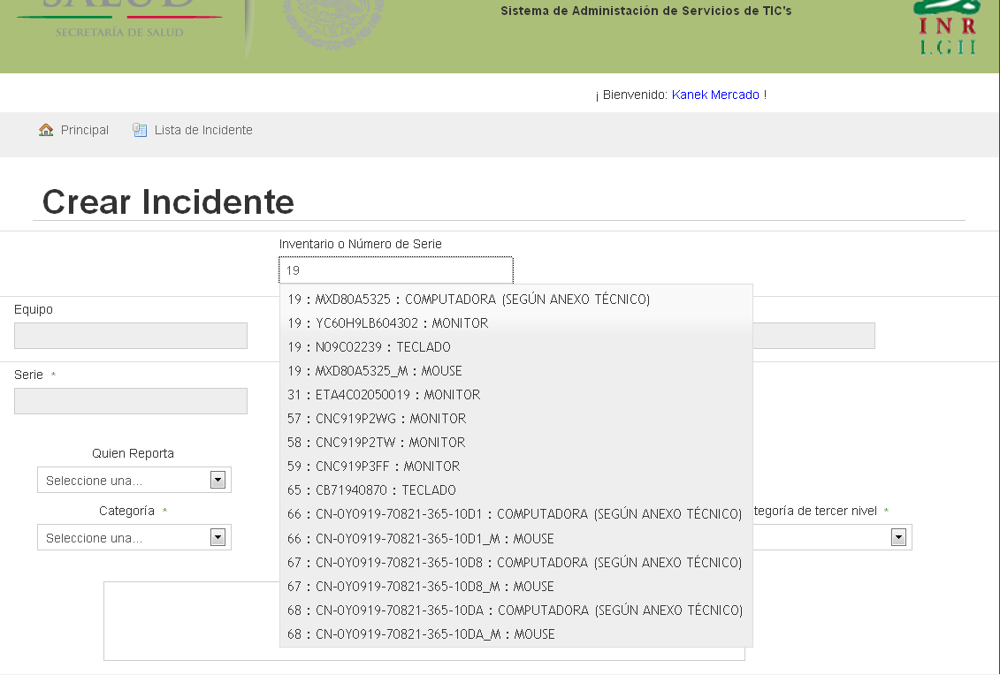 SALUD
SECRETARÍA DE SALUD
Sistema de Administación de Servicios de TIC's
INR
LGII
¡ Bienvenido: Kanek Mercado !
Principal
Lista de Incidente
Crear Incidente
Inventario o Número de Serie
19
19 : MXD80A5325 : COMPUTADORA (SEGÚN ANEXO TÉCNICO)
19 : YC60H9LB604302 : MONITOR
19 : N09C02239 : TECLADO
19 : MXD80A5325_M : MOUSE
31 : ETA4C02050019 : MONITOR
57 : CNC919P2WG : MONITOR
58 : CNC919P2TW : MONITOR
59 : CNC919P3FF : MONITOR
65 : CB71940870 : TECLADO
66 : CN-0Y0919-70821-365-10D1 : COMPUTADORA (SEGÚN ANEXO TÉCNICO)
66 : CN-0Y0919-70821-365-10D1_M : MOUSE
67 : CN-0Y0919-70821-365-10D8 : COMPUTADORA (SEGÚN ANEXO TÉCNICO)
67 : CN-0Y0919-70821-365-10D8_M : MOUSE
68 : CN-0Y0919-70821-365-10DA : COMPUTADORA (SEGÚN ANEXO TÉCNICO)
68 : CN-0Y0919-70821-365-10DA_M : MOUSE
Equipo
Serie *
Quien Reporta
Seleccione una...
Categoría *
Seleccione una...
tegoría de tercer nivel *